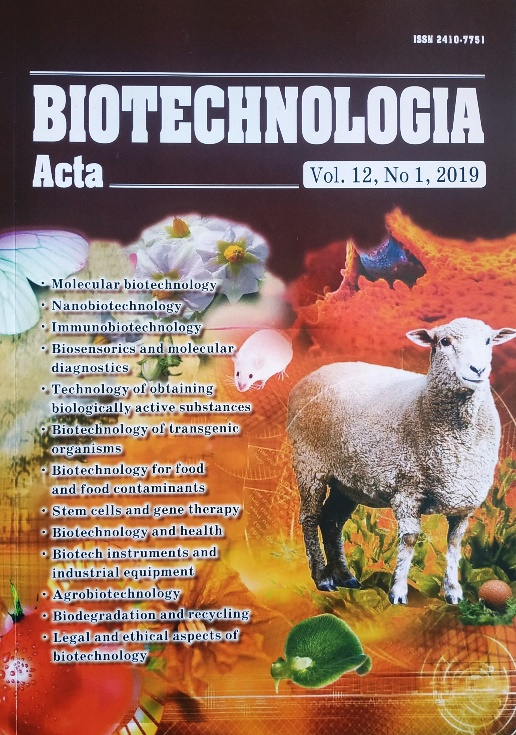 ISSN 2410-7751
BIOTECHNOLOGIA
Acta
Vol. 12, No 1, 2019
• Molecular biotechnology
• Nanobiotechnology
• Immunobiotechnology
• Biosensorics and molecular
diagnostics
• Technology of obtaining
biologically active substances
• Biotechnology of transgenic
organisms
• Biotechnology for food
and food contaminants
• Stem cells and gene therapy
• Biotechnology and health
• Biotech instruments and
industrial equipment
• Agrobiotechnology
• Biodegradation and recycling
• Legal and ethical aspects of
biotechnology